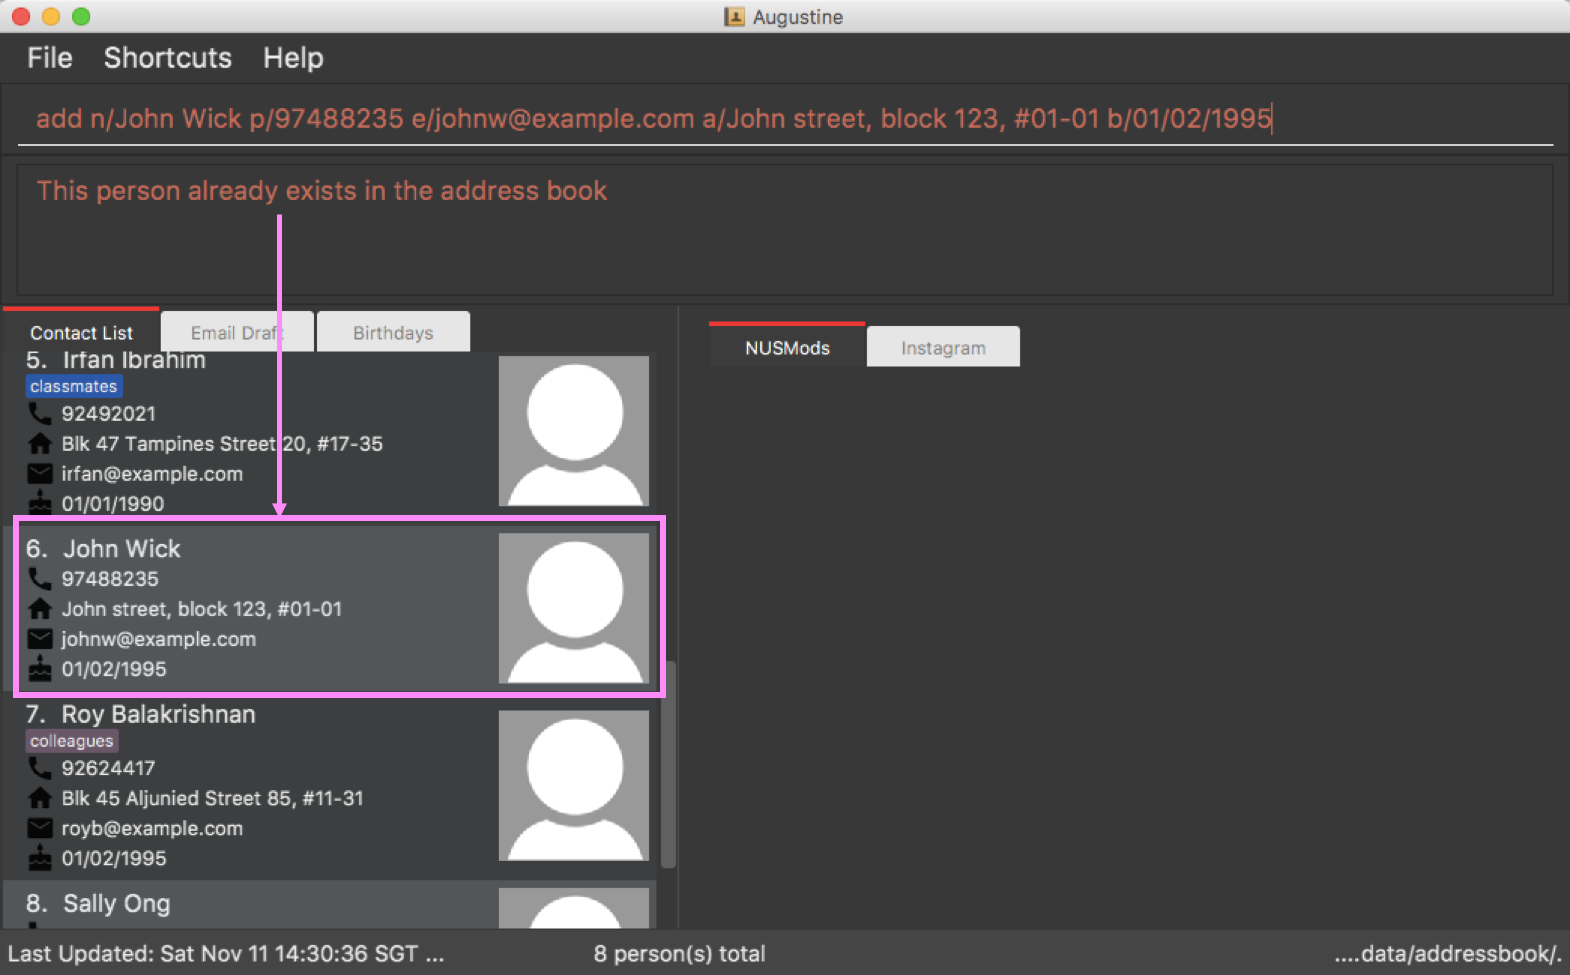 Augustine
File Shortcuts Help
add n/John Wick p/97488235 e/johnw@example.com a/John street, block 123, #01-01 b/01/02/1995
This person already exists in the address book
Contact List Email Draft Birthdays
NUSMods Instagram
5. Irfan Ibrahim
classmates
92492021
Blk 47 Tampines Street 20, #17-35
irfan@example.com
01/01/1990
6. John Wick
97488235
John street, block 123, #01-01
johnw@example.com
01/02/1995
7. Roy Balakrishnan
colleagues
92624417
Blk 45 Aljunied Street 85, #11-31
royb@example.com
01/02/1995
8. Sally Ong
Last Updated: Sat Nov 11 14:30:36 SGT ... 8 person(s) total ....data/addressbook/.